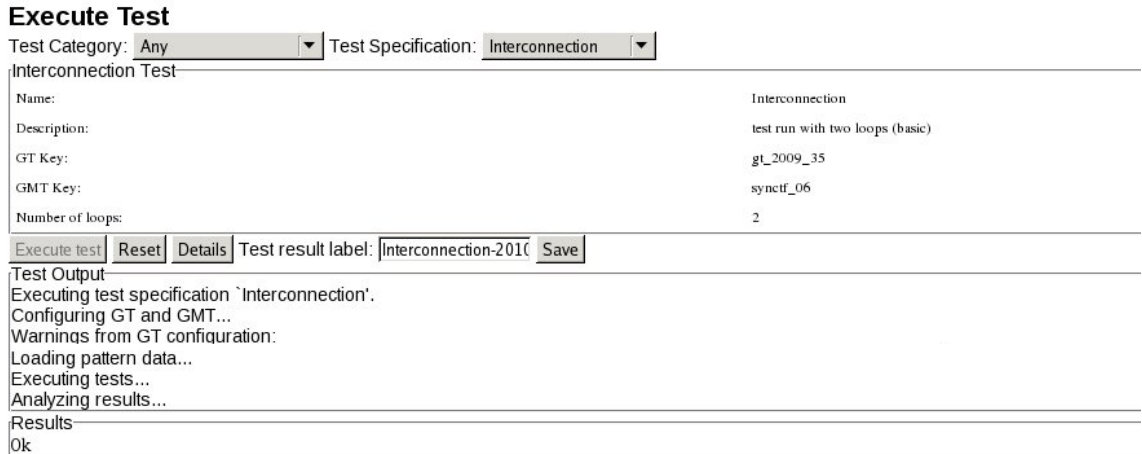 Execute Test
Test Category: Any Test Specification: Interconnection
Interconnection Test
Name: Interconnection
Description: test run with two loops (basic)
GT Key: gt_2009_35
GMT Key: synctf_06
Number of loops: 2
Execute test Reset Details Test result label: Interconnection-2010 Save
Test Output
Executing test specification `Interconnection'.
Configuring GT and GMT...
Warnings from GT configuration:
Loading pattern data...
Executing tests...
Analyzing results...
Results
0k